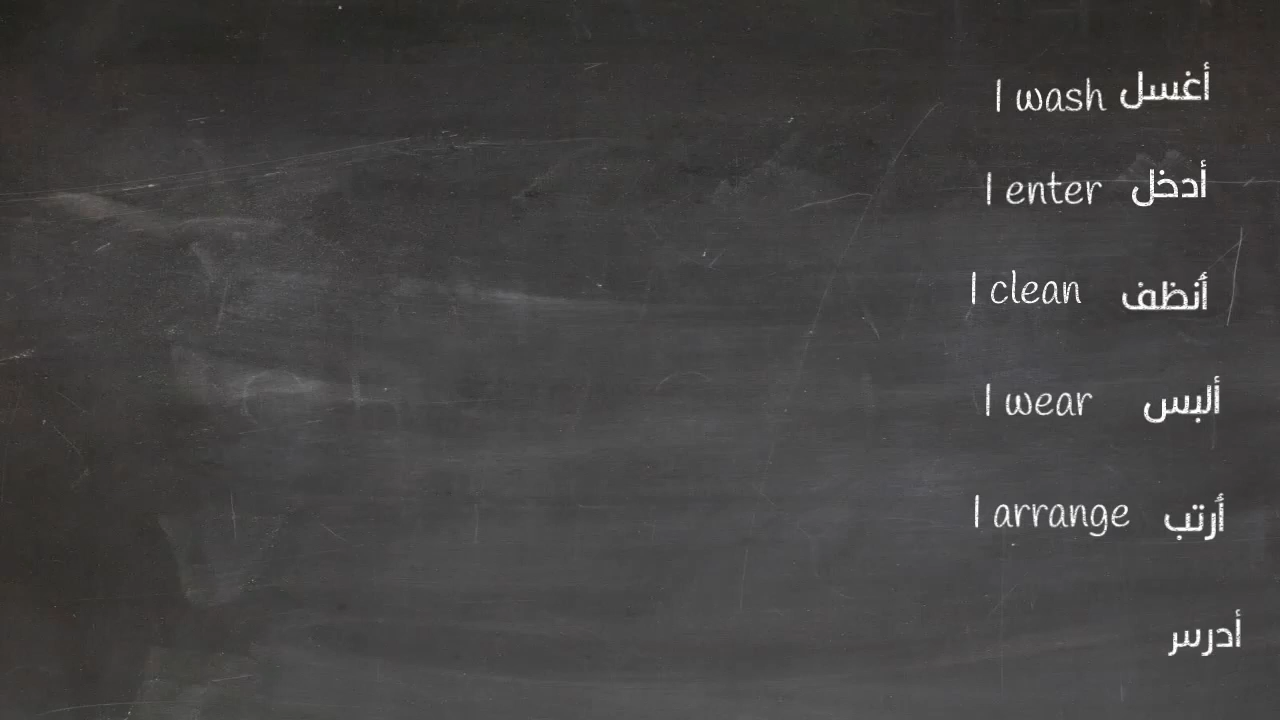 I wash أغسل
I enter أدخل
I clean أنظف
I wear ألبس
I arrange أرتب
أدرس